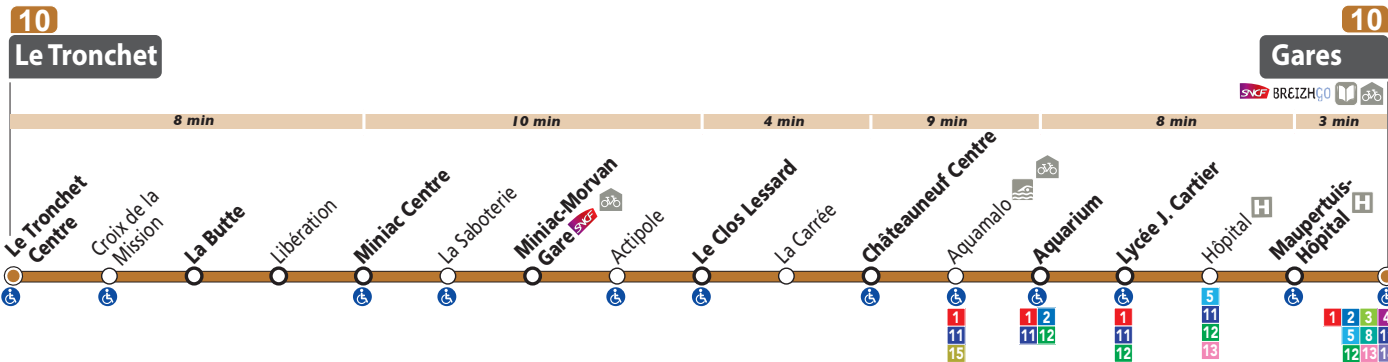 10
10
Le Tronchet
Gares
SNCF BREIZHGO
8 min
10 min
4 min
9 min
8 min
3 min
Le Tronchet
Centre
Croix de la
Mission
La Butte
Libération
Miniac Centre
La Saboterie
Miniac-Morvan
Gare SNCF
Actipole
Le Clos Lessard
La Carrée
Châteauneuf Centre
Aquamalo
Aquarium
Lycée J. Cartier
Hôpital H
Maupertuis-
Hôpital H
1
11
15
1 2
11 12
1
11
12
5
11
12
13
1 2 3 4
5 8
12 13